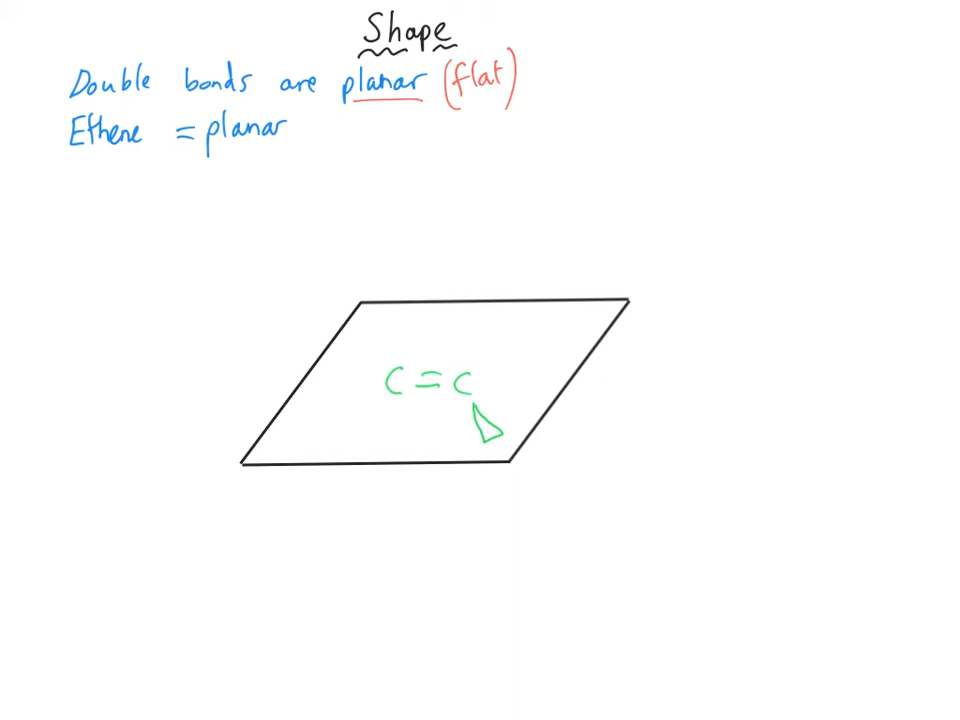 Shape
Double bonds are planar (flat)
Ethene = planar
C = C